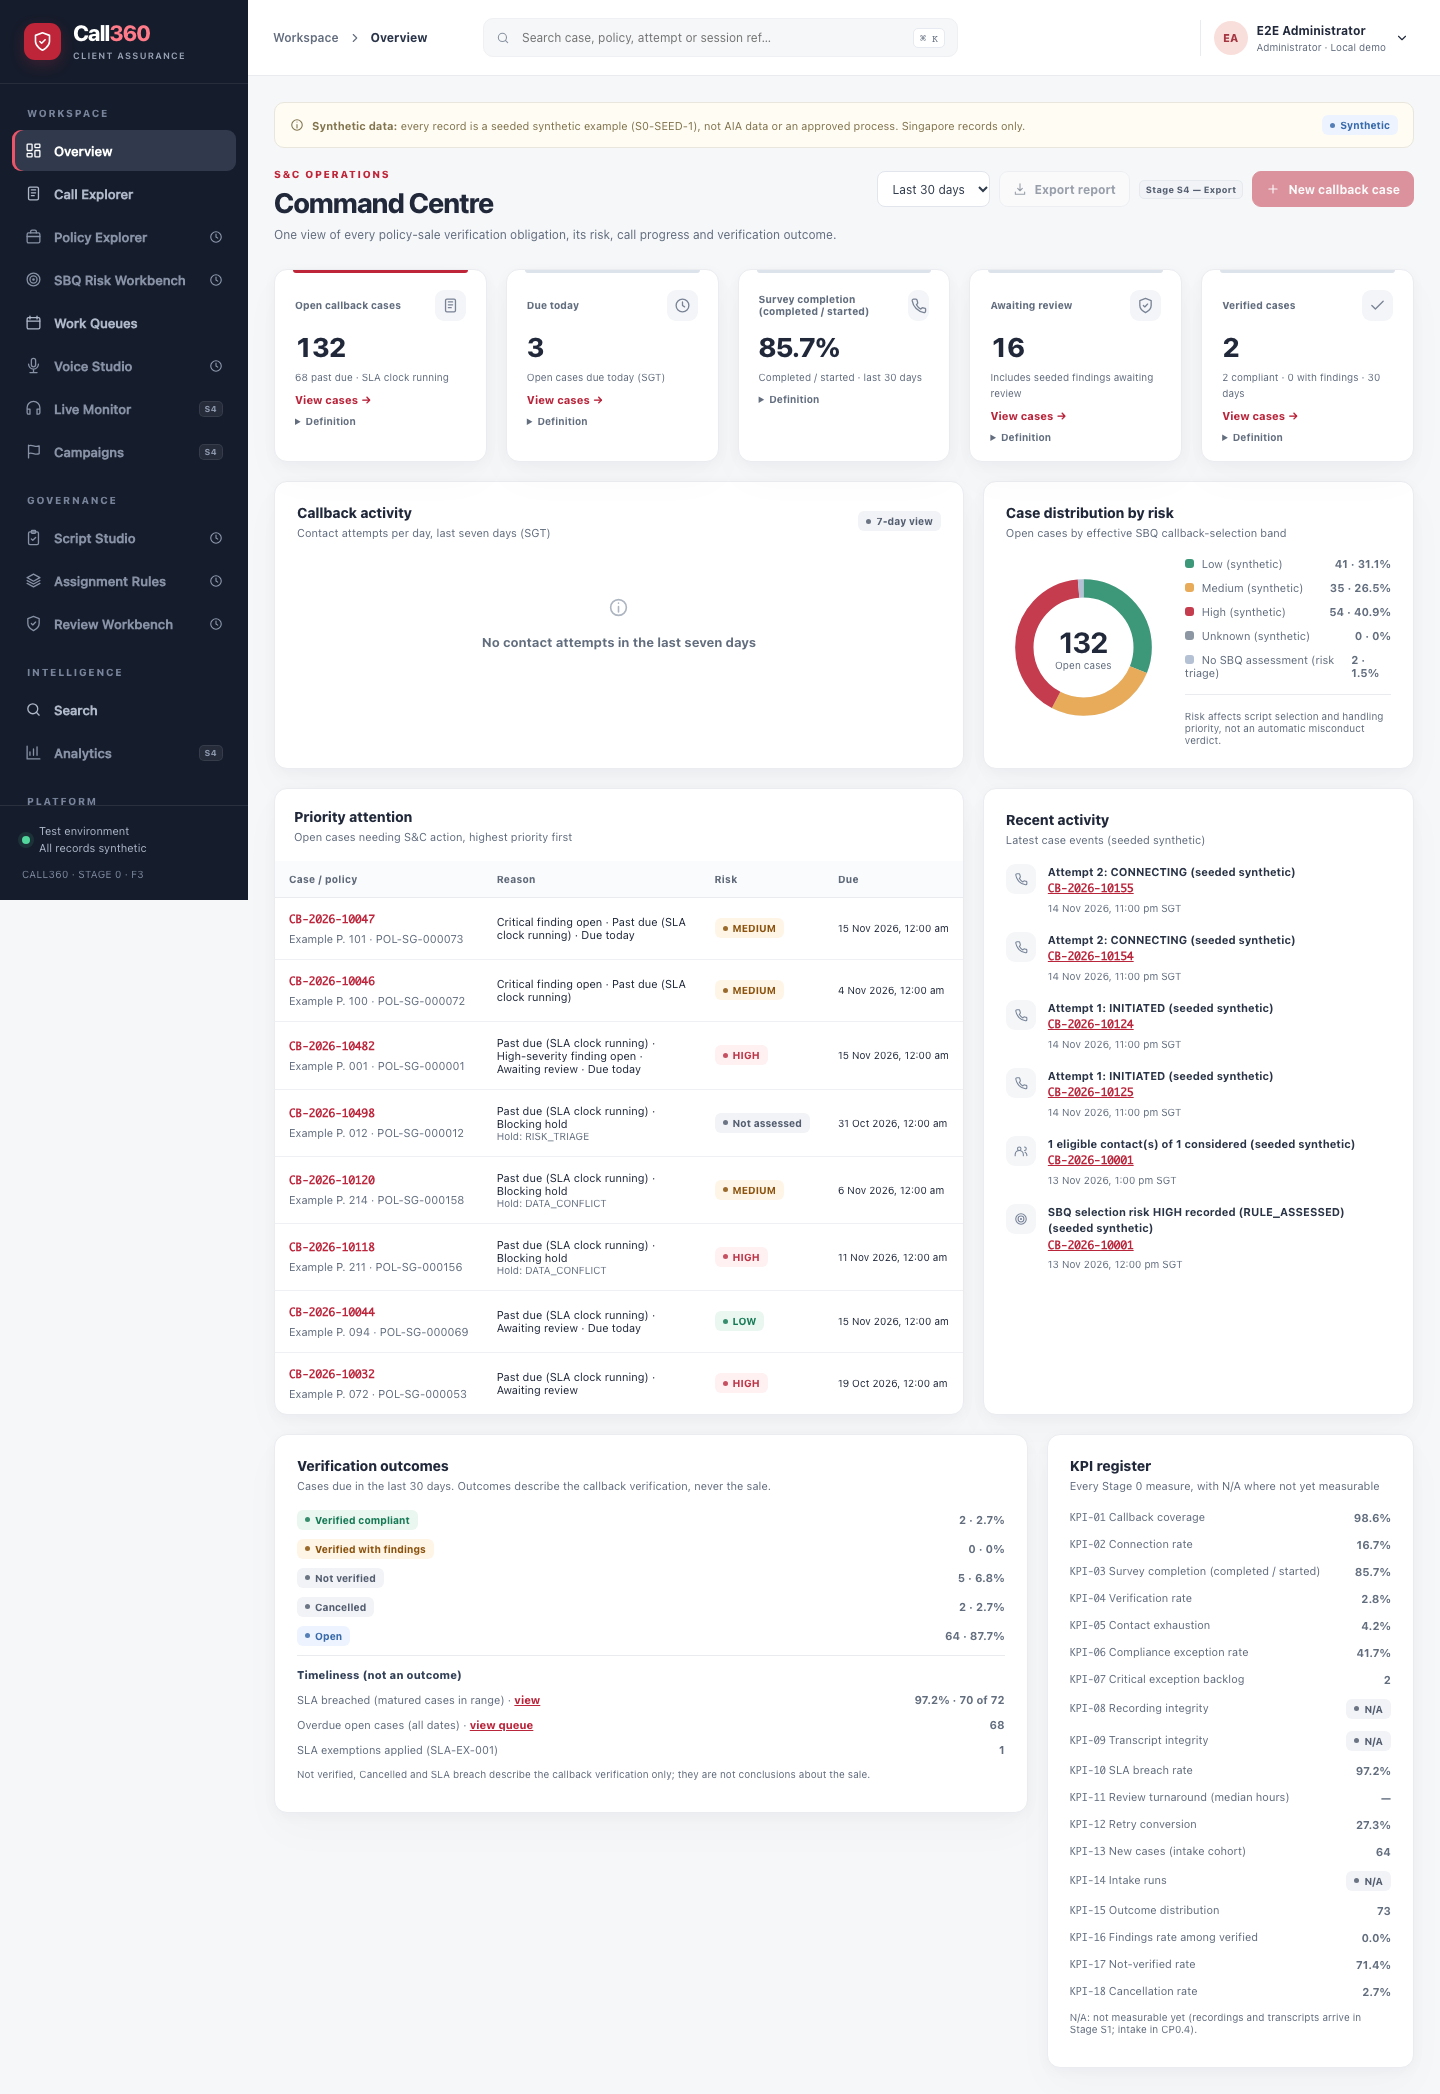 Call360
CLIENT ASSURANCE
WORKSPACE
Overview
Call Explorer
Policy Explorer
SBQ Risk Workbench
Work Queues
Voice Studio
Live Monitor S4
Campaigns S4
GOVERNANCE
Script Studio
Assignment Rules
Review Workbench
INTELLIGENCE
Search
Analytics S4
PLATFORM
Test environment
All records synthetic
CALL360 · STAGE 0 · F3
Workspace > Overview
Search case, policy, attempt or session ref...
⌘ K
EA
E2E Administrator
Administrator · Local demo
Synthetic data: every record is a seeded synthetic example (S0-SEED-1), not AIA data or an approved process. Singapore records only.
Synthetic
S&C OPERATIONS
Command Centre
One view of every policy-sale verification obligation, its risk, call progress and verification outcome.
Last 30 days
Export report
Stage S4 — Export
+ New callback case
Open callback cases
132
68 past due · SLA clock running
View cases →
Definition
Due today
3
Open cases due today (SGT)
View cases →
Definition
Survey completion
(completed / started)
85.7%
Completed / started · last 30 days
Definition
Awaiting review
16
Includes seeded findings awaiting
review
View cases →
Definition
Verified cases
2
2 compliant · 0 with findings · 30
days
View cases →
Definition
Callback activity
Contact attempts per day, last seven days (SGT)
7-day view
No contact attempts in the last seven days
Case distribution by risk
Open cases by effective SBQ callback-selection band
132
Open cases
Low (synthetic) 41 · 31.1%
Medium (synthetic) 35 · 26.5%
High (synthetic) 54 · 40.9%
Unknown (synthetic) 0 · 0%
No SBQ assessment (risk 2 ·
triage) 1.5%
Risk affects script selection and handling
priority, not an automatic misconduct
verdict.
Priority attention
Open cases needing S&C action, highest priority first
Case / policy Reason Risk Due
CB-2026-10047
Example P. 101 · POL-SG-000073
Critical finding open · Past due (SLA
clock running) · Due today
MEDIUM
15 Nov 2026, 12:00 am
CB-2026-10046
Example P. 100 · POL-SG-000072
Critical finding open · Past due (SLA
clock running)
MEDIUM
4 Nov 2026, 12:00 am
CB-2026-10482
Example P. 001 · POL-SG-000001
Past due (SLA clock running) ·
High-severity finding open ·
Awaiting review · Due today
HIGH
15 Nov 2026, 12:00 am
CB-2026-10498
Example P. 012 · POL-SG-000012
Past due (SLA clock running) ·
Blocking hold
Hold: RISK_TRIAGE
Not assessed
31 Oct 2026, 12:00 am
CB-2026-10120
Example P. 214 · POL-SG-000158
Past due (SLA clock running) ·
Blocking hold
Hold: DATA_CONFLICT
MEDIUM
6 Nov 2026, 12:00 am
CB-2026-10118
Example P. 211 · POL-SG-000156
Past due (SLA clock running) ·
Blocking hold
Hold: DATA_CONFLICT
HIGH
11 Nov 2026, 12:00 am
CB-2026-10044
Example P. 094 · POL-SG-000069
Past due (SLA clock running) ·
Awaiting review · Due today
LOW
15 Nov 2026, 12:00 am
CB-2026-10032
Example P. 072 · POL-SG-000053
Past due (SLA clock running) ·
Awaiting review
HIGH
19 Oct 2026, 12:00 am
Recent activity
Latest case events (seeded synthetic)
Attempt 2: CONNECTING (seeded synthetic)
CB-2026-10155
14 Nov 2026, 11:00 pm SGT
Attempt 2: CONNECTING (seeded synthetic)
CB-2026-10154
14 Nov 2026, 11:00 pm SGT
Attempt 1: INITIATED (seeded synthetic)
CB-2026-10124
14 Nov 2026, 11:00 pm SGT
Attempt 1: INITIATED (seeded synthetic)
CB-2026-10125
14 Nov 2026, 11:00 pm SGT
1 eligible contact(s) of 1 considered (seeded synthetic)
CB-2026-10001
13 Nov 2026, 1:00 pm SGT
SBQ selection risk HIGH recorded (RULE_ASSESSED)
(seeded synthetic)
CB-2026-10001
13 Nov 2026, 12:00 pm SGT
Verification outcomes
Cases due in the last 30 days. Outcomes describe the callback verification, never the sale.
Verified compliant 2 · 2.7%
Verified with findings 0 · 0%
Not verified 5 · 6.8%
Cancelled 2 · 2.7%
Open 64 · 87.7%
Timeliness (not an outcome)
SLA breached (matured cases in range) · view 97.2% · 70 of 72
Overdue open cases (all dates) · view queue 68
SLA exemptions applied (SLA-EX-001) 1
Not verified, Cancelled and SLA breach describe the callback verification only; they are not conclusions about the sale.
KPI register
Every Stage 0 measure, with N/A where not yet measurable
KPI-01 Callback coverage 98.6%
KPI-02 Connection rate 16.7%
KPI-03 Survey completion (completed / started) 85.7%
KPI-04 Verification rate 2.8%
KPI-05 Contact exhaustion 4.2%
KPI-06 Compliance exception rate 41.7%
KPI-07 Critical exception backlog 2
KPI-08 Recording integrity N/A
KPI-09 Transcript integrity N/A
KPI-10 SLA breach rate 97.2%
KPI-11 Review turnaround (median hours) —
KPI-12 Retry conversion 27.3%
KPI-13 New cases (intake cohort) 64
KPI-14 Intake runs N/A
KPI-15 Outcome distribution 73
KPI-16 Findings rate among verified 0.0%
KPI-17 Not-verified rate 71.4%
KPI-18 Cancellation rate 2.7%
N/A: not measurable yet (recordings and transcripts arrive in
Stage S1; intake in CP0.4).